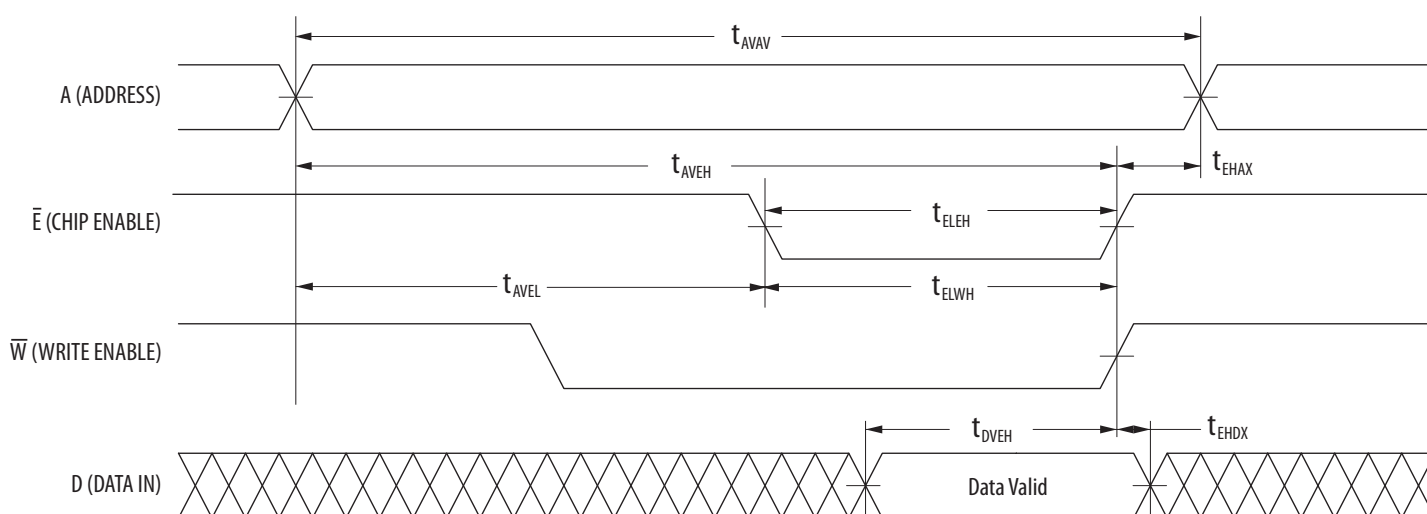 tAVAV
A (ADDRESS)
tAVEH
tEHAX
E̅ (CHIP ENABLE)
tELEH
tAVEL
tELWH
W̅ (WRITE ENABLE)
tDVEH
tEHDX
D (DATA IN)
Data Valid